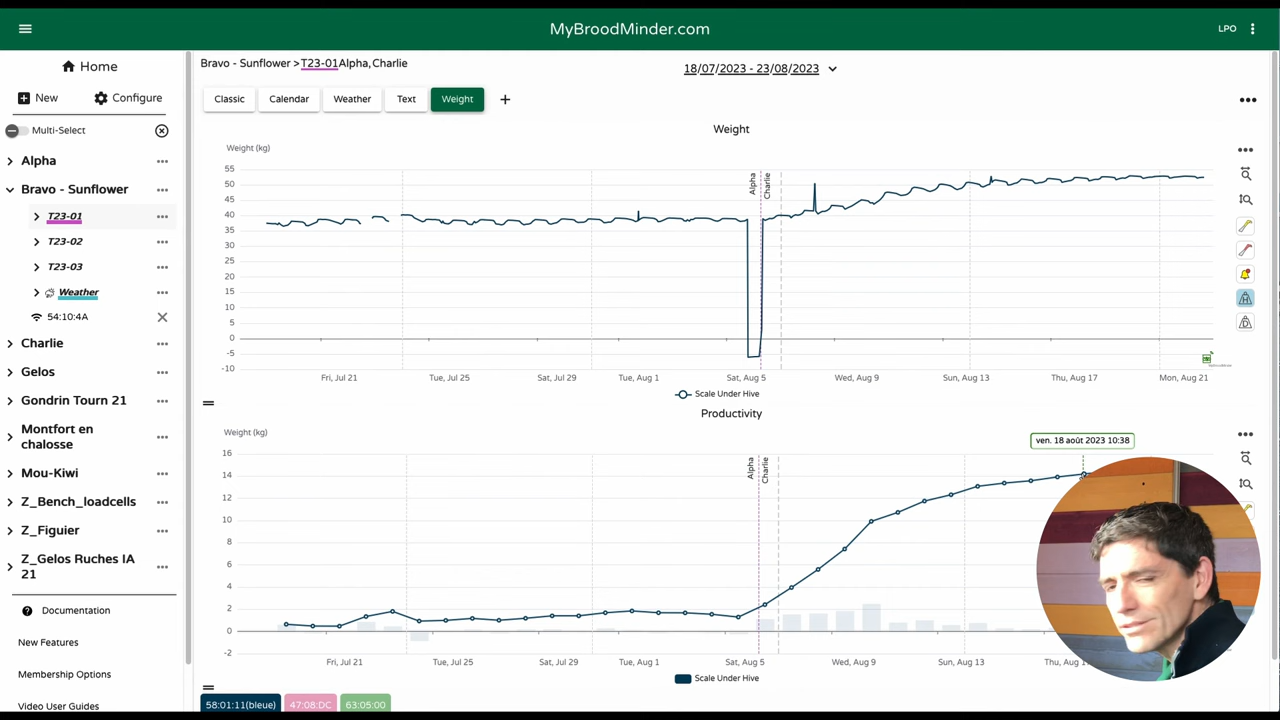 MyBroodMinder.com
LPO
Home
New
Configure
Multi-Select
Alpha
Bravo - Sunflower
T23-01
T23-02
T23-03
Weather
54:10:4A
Charlie
Gelos
Gondrin Tourn 21
Montfort en
chalosse
Mou-Kiwi
Z_Bench_loadcells
Z_Figuier
Z_Gelos Ruches IA
21
Documentation
New Features
Membership Options
Video User Guides
Bravo - Sunflower >T23-01Alpha,Charlie
18/07/2023 - 23/08/2023
Classic
Calendar
Weather
Text
Weight
Weight
Weight (kg)
55
50
45
40
35
30
25
20
15
10
5
0
-5
-10
Alpha
Charlie
Fri, Jul 21
Tue, Jul 25
Sat, Jul 29
Tue, Aug 1
Sat, Aug 5
Wed, Aug 9
Sun, Aug 13
Thu, Aug 17
Mon, Aug 21
Scale Under Hive
Productivity
Weight (kg)
ven. 18 août 2023 10:38
16
14
12
10
8
6
4
2
0
-2
Alpha
Charlie
Fri, Jul 21
Tue, Jul 25
Sat, Jul 29
Tue, Aug 1
Sat, Aug 5
Wed, Aug 9
Sun, Aug 13
Thu, Aug 1
Scale Under Hive
58:01:11(bleue)
47:08:DC
63:05:00